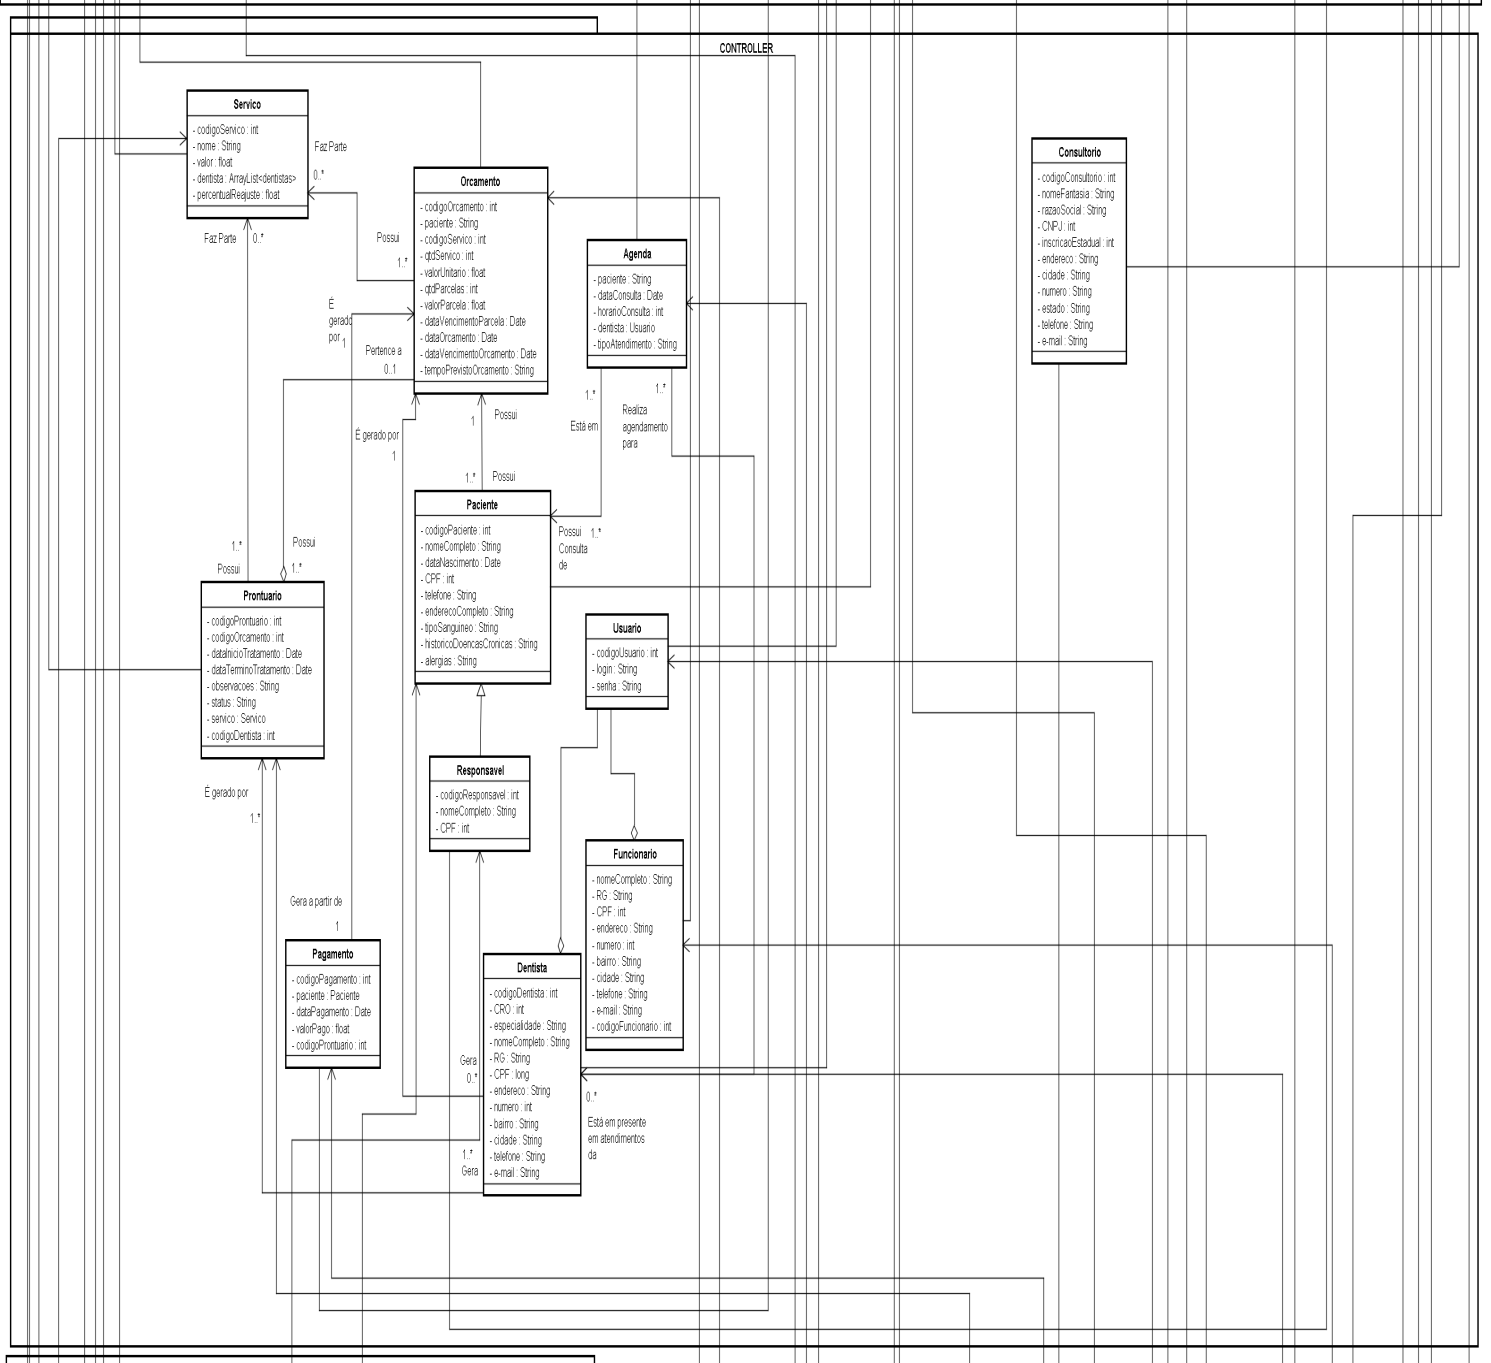 CONTROLLER
Servico
- codigoServico : int
- nome : String
- valor : float
- dentista : ArrayList<dentistas>
- percentualReajuste : float
Faz Parte
0..*
Faz Parte
0..*
Orcamento
- codigoOrcamento : int
- paciente : String
- codigoServico : int
- qtdServico : int
- valorUnitario : float
- qtdParcelas : int
- valorParcela : float
- dataVencimentoParcela : Date
- dataOrcamento : Date
- dataVencimentoOrcamento : Date
- tempoPrevistoOrcamento : String
Possui
1..*
É
gerado
por
1
Pertence a
0..1
É gerado por
1
1
Possui
1..*
Possui
Agenda
- paciente : String
- dataConsulta : Date
- horarioConsulta : int
- dentista : Usuario
- tipoAtendimento : String
1..*
Está em
1..*
Realiza
agendamento
para
Consultorio
- codigoConsultorio : int
- nomeFantasia : String
- razaoSocial : String
- CNPJ : int
- inscricaoEstadual : int
- endereco : String
- cidade : String
- numero : String
- estado : String
- telefone : String
- e-mail : String
Paciente
- codigoPaciente : int
- nomeCompleto : String
- dataNascimento : Date
- CPF : int
- telefone : String
- enderecoCompleto : String
- tipoSanguineo : String
- historicoDoencasCronicas : String
- alergias : String
Possui
Consulta
de
1..*
1..*
Possui
Possui
1..*
Prontuario
- codigoProntuario : int
- codigoOrcamento : int
- dataInicioTratamento : Date
- dataTerminoTratamento : Date
- observacoes : String
- status : String
- servico : Servico
- codigoDentista : int
É gerado por
1..*
Usuario
- codigoUsuario : int
- login : String
- senha : String
Responsavel
- codigoResponsavel : int
- nomeCompleto : String
- CPF : int
Funcionario
- nomeCompleto : String
- RG : String
- CPF : int
- endereco : String
- numero : int
- bairro : String
- cidade : String
- telefone : String
- e-mail : String
- codigoFuncionario : int
Gera a partir de
1
Pagamento
- codigoPagamento : int
- paciente : Paciente
- dataPagamento : Date
- valorPago : float
- codigoProntuario : int
Dentista
- codigoDentista : int
- CRO : int
- especialidade : String
- nomeCompleto : String
- RG : String
- CPF : long
- endereco : String
- numero : int
- bairro : String
- cidade : String
- telefone : String
- e-mail : String
Gera
0..*
1..*
Gera
0..*
Está em presente
em atendimentos
da